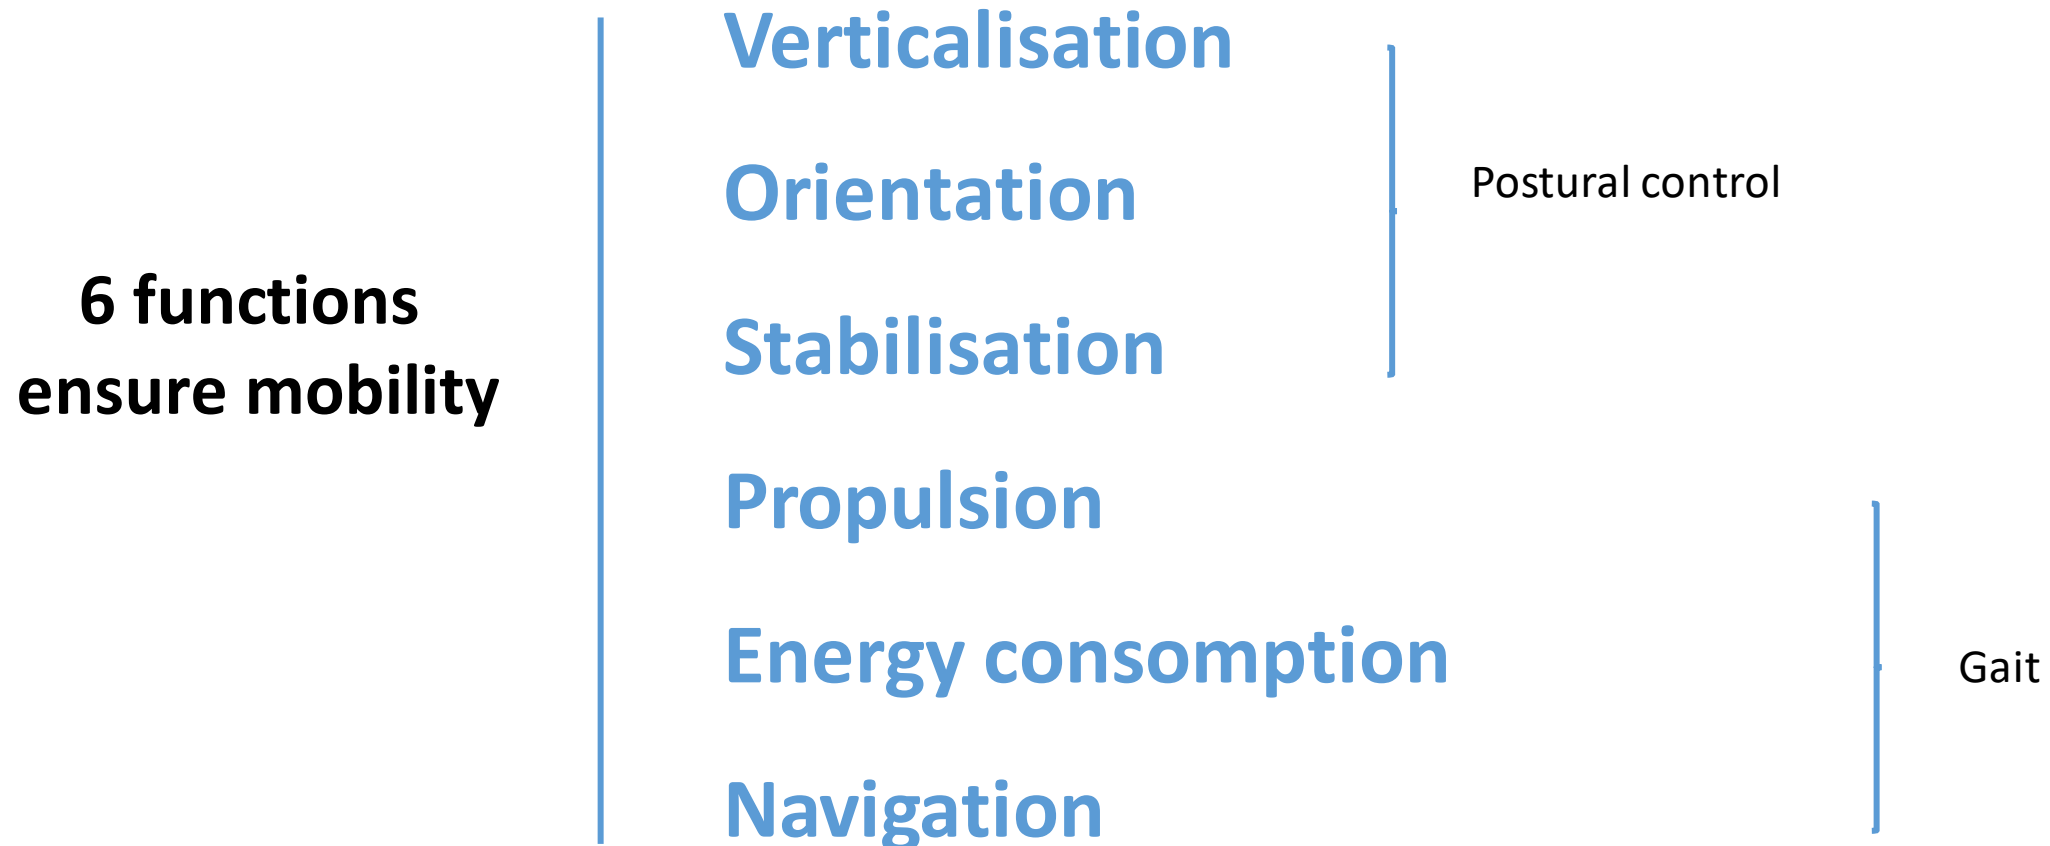 6 functions
ensure mobility
Verticalisation
Orientation
Stabilisation
Postural control
Propulsion
Energy consomption
Navigation
Gait